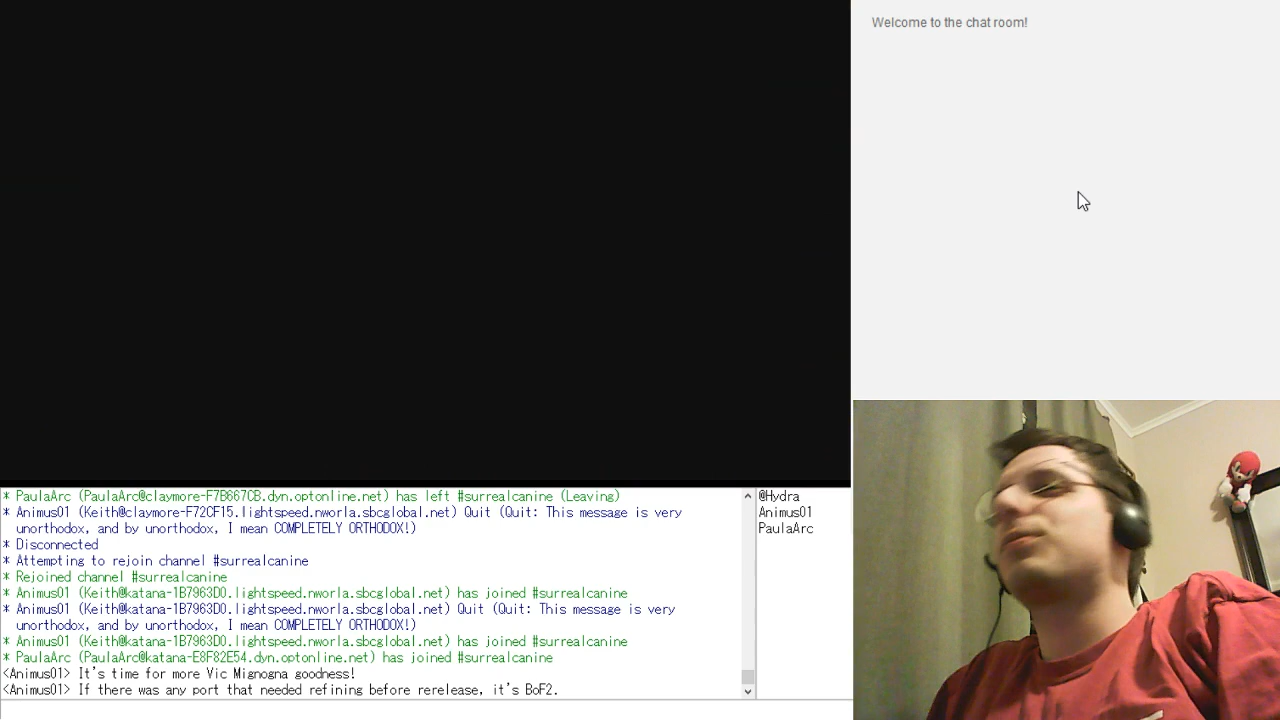 Welcome to the chat room!
* PaulaArc (PaulaArc@claymore-F7B667CB.dyn.optonline.net) has left #surrealcanine (Leaving)
* Animus01 (Keith@claymore-F72CF15.lightspeed.nworla.sbcglobal.net) Quit (Quit: This message is very
unorthodox, and by unorthodox, I mean COMPLETELY ORTHODOX!)
* Disconnected
* Attempting to rejoin channel #surrealcanine
* Rejoined channel #surrealcanine
* Animus01 (Keith@katana-1B7963D0.lightspeed.nworla.sbcglobal.net) has joined #surrealcanine
* Animus01 (Keith@katana-1B7963D0.lightspeed.nworla.sbcglobal.net) Quit (Quit: This message is very
unorthodox, and by unorthodox, I mean COMPLETELY ORTHODOX!)
* Animus01 (Keith@katana-1B7963D0.lightspeed.nworla.sbcglobal.net) has joined #surrealcanine
* PaulaArc (PaulaArc@katana-E8F82E54.dyn.optonline.net) has joined #surrealcanine
<Animus01> It's time for more Vic Mignogna goodness!
<Animus01> If there was any port that needed refining before rerelease, it's BoF2.
@Hydra
Animus01
PaulaArc